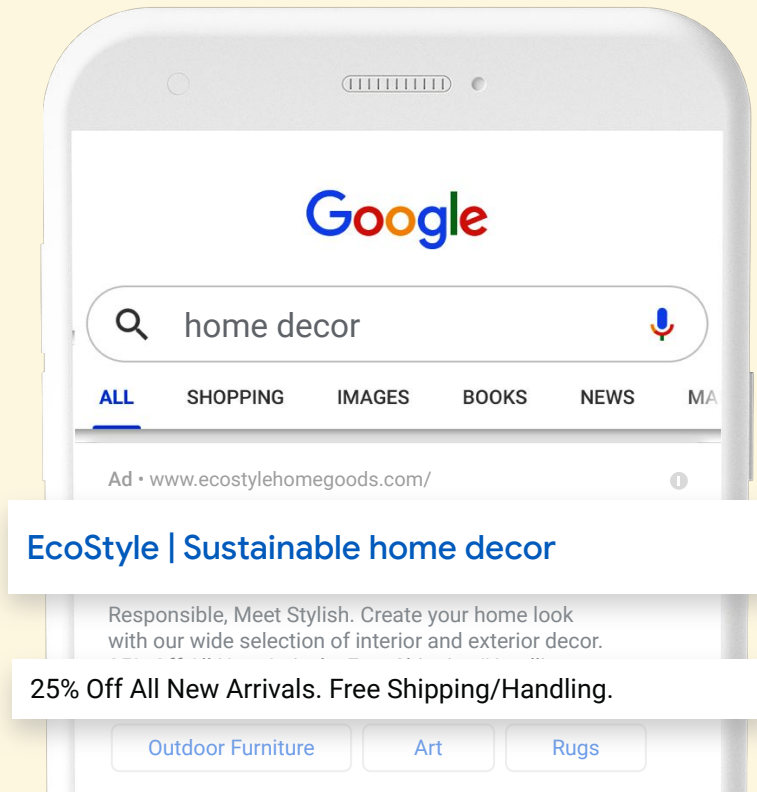 Google
home decor
ALL SHOPPING IMAGES BOOKS NEWS MA
Ad • www.ecostylehomegoods.com/
EcoStyle | Sustainable home decor
Responsible, Meet Stylish. Create your home look
with our wide selection of interior and exterior decor.
25% Off All New Arrivals. Free Shipping/Handling.
Outdoor Furniture Art Rugs